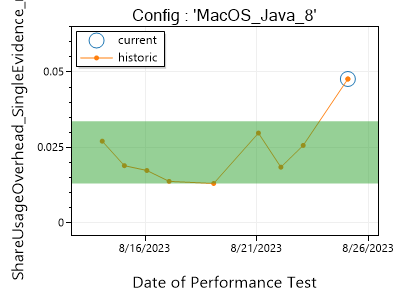 Config : 'MacOS_Java_8'
current
historic
0.05
0.025
0
ShareUsageOverhead_SingleEvidence_
8/16/2023
8/21/2023
8/26/2023
Date of Performance Test